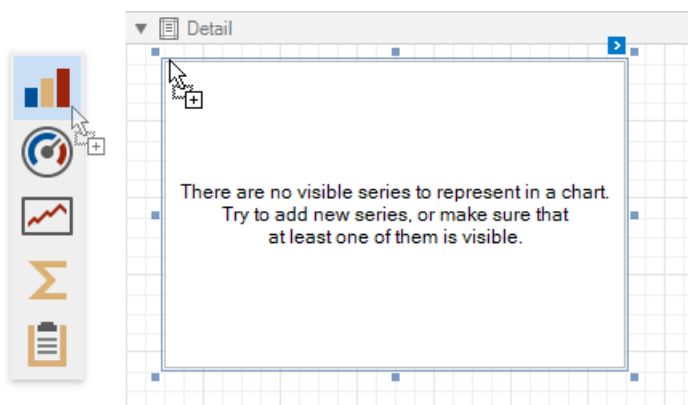 Detail
There are no visible series to represent in a chart.
Try to add new series, or make sure that
at least one of them is visible.